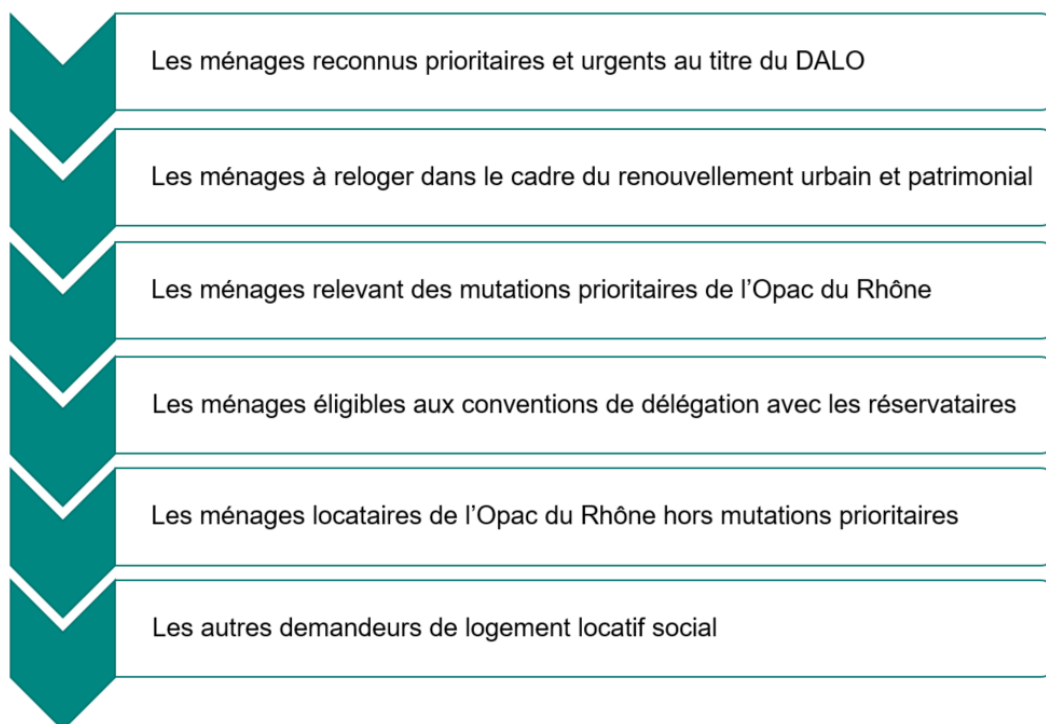 Les ménages reconnus prioritaires et urgents au titre du DALO
Les ménages à reloger dans le cadre du renouvellement urbain et patrimonial
Les ménages relevant des mutations prioritaires de l’Opac du Rhône
Les ménages éligibles aux conventions de délégation avec les réservataires
Les ménages locataires de l’Opac du Rhône hors mutations prioritaires
Les autres demandeurs de logement locatif social